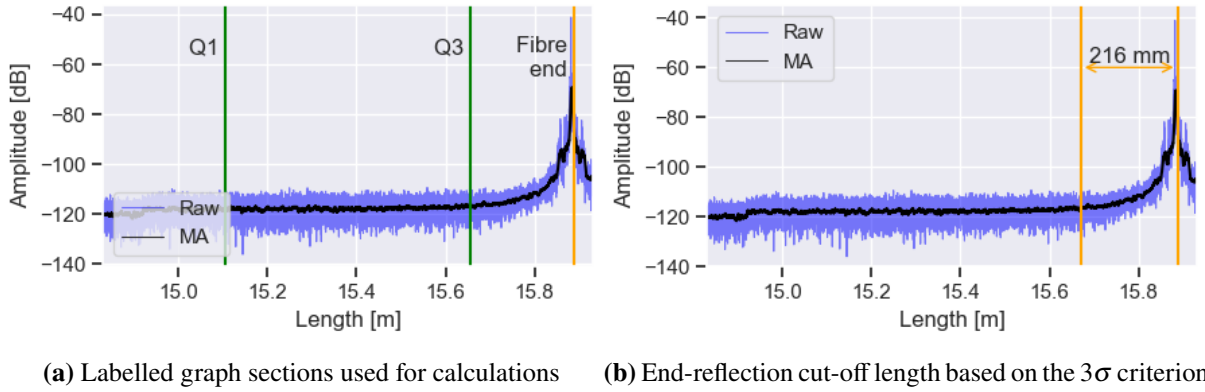 −40
−60
−80
−100
−120
−140
Amplitude [dB]
Q1
Q3
Fibre
end
Raw
MA
15.0
15.2
15.4
15.6
15.8
Length [m]
(a) Labelled graph sections used for calculations
−40
−60
−80
−100
−120
−140
Amplitude [dB]
Raw
MA
216 mm
15.0
15.2
15.4
15.6
15.8
Length [m]
(b) End-reflection cut-off length based on the 3σ criterion